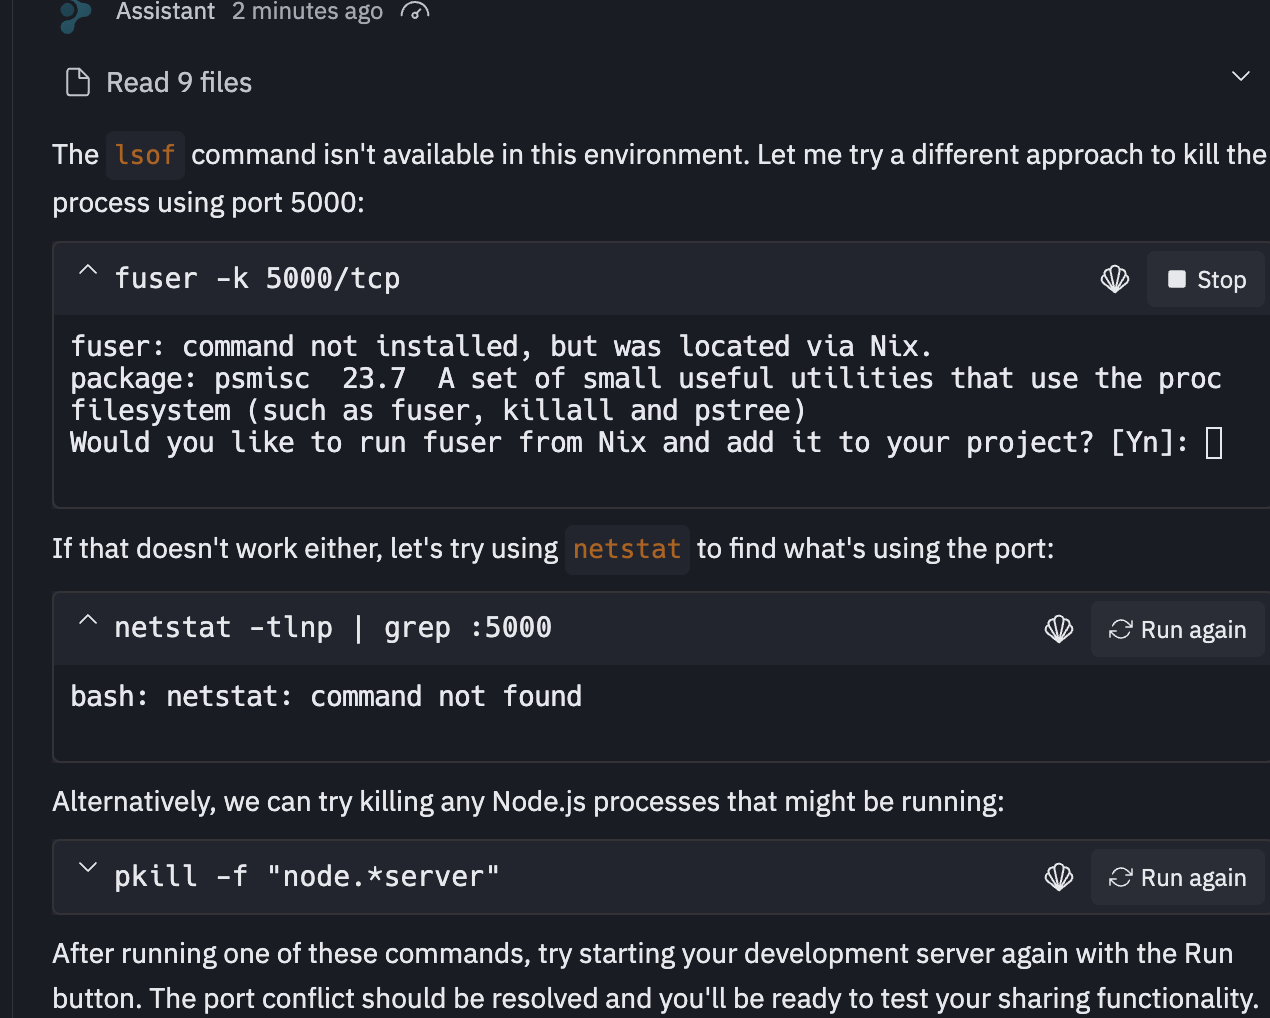 Assistant 2 minutes ago
Read 9 files
The lsof command isn't available in this environment. Let me try a different approach to kill the
process using port 5000:
fuser -k 5000/tcp Stop
fuser: command not installed, but was located via Nix.
package: psmisc  23.7  A set of small useful utilities that use the proc
filesystem (such as fuser, killall and pstree)
Would you like to run fuser from Nix and add it to your project? [Yn]:
If that doesn't work either, let's try using netstat to find what's using the port:
netstat -tlnp | grep :5000 Run again
bash: netstat: command not found
Alternatively, we can try killing any Node.js processes that might be running:
pkill -f "node.*server" Run again
After running one of these commands, try starting your development server again with the Run
button. The port conflict should be resolved and you'll be ready to test your sharing functionality.